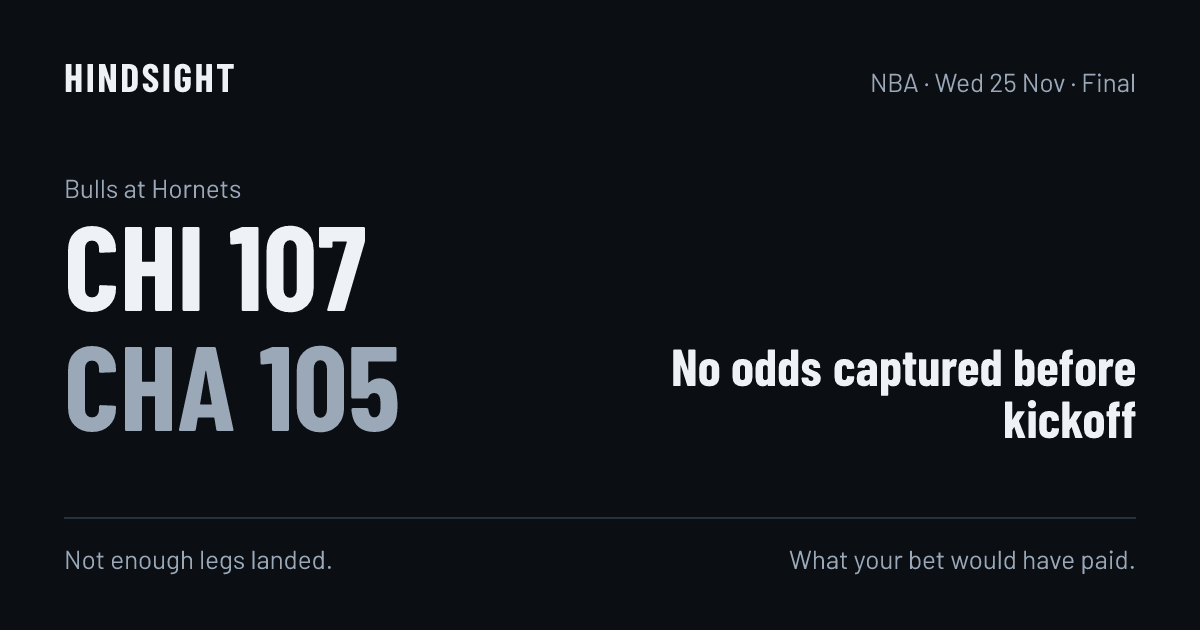 HINDSIGHT
NBA · Wed 25 Nov · Final
Bulls at Hornets
CHI 107
CHA 105
No odds captured before
kickoff
Not enough legs landed.
What your bet would have paid.